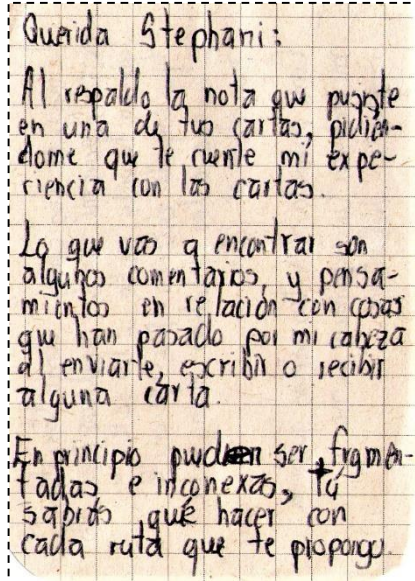 Querida Stephani:
Al respaldo la nota que pusiste
en una de tus cartas, pidién-
dome que te cuente mi expe-
riencia con las cartas.
Lo que vas a encontrar son
algunos comentarios, y pensa-
mientos en relación con cosas
que han pasado por mi cabeza
al enviarte, escribir o recibir
alguna carta.
En principio pueden ser frgmen-
tadas e inconexas, tú
sabrás qué hacer con
cada ruta que te propongo.